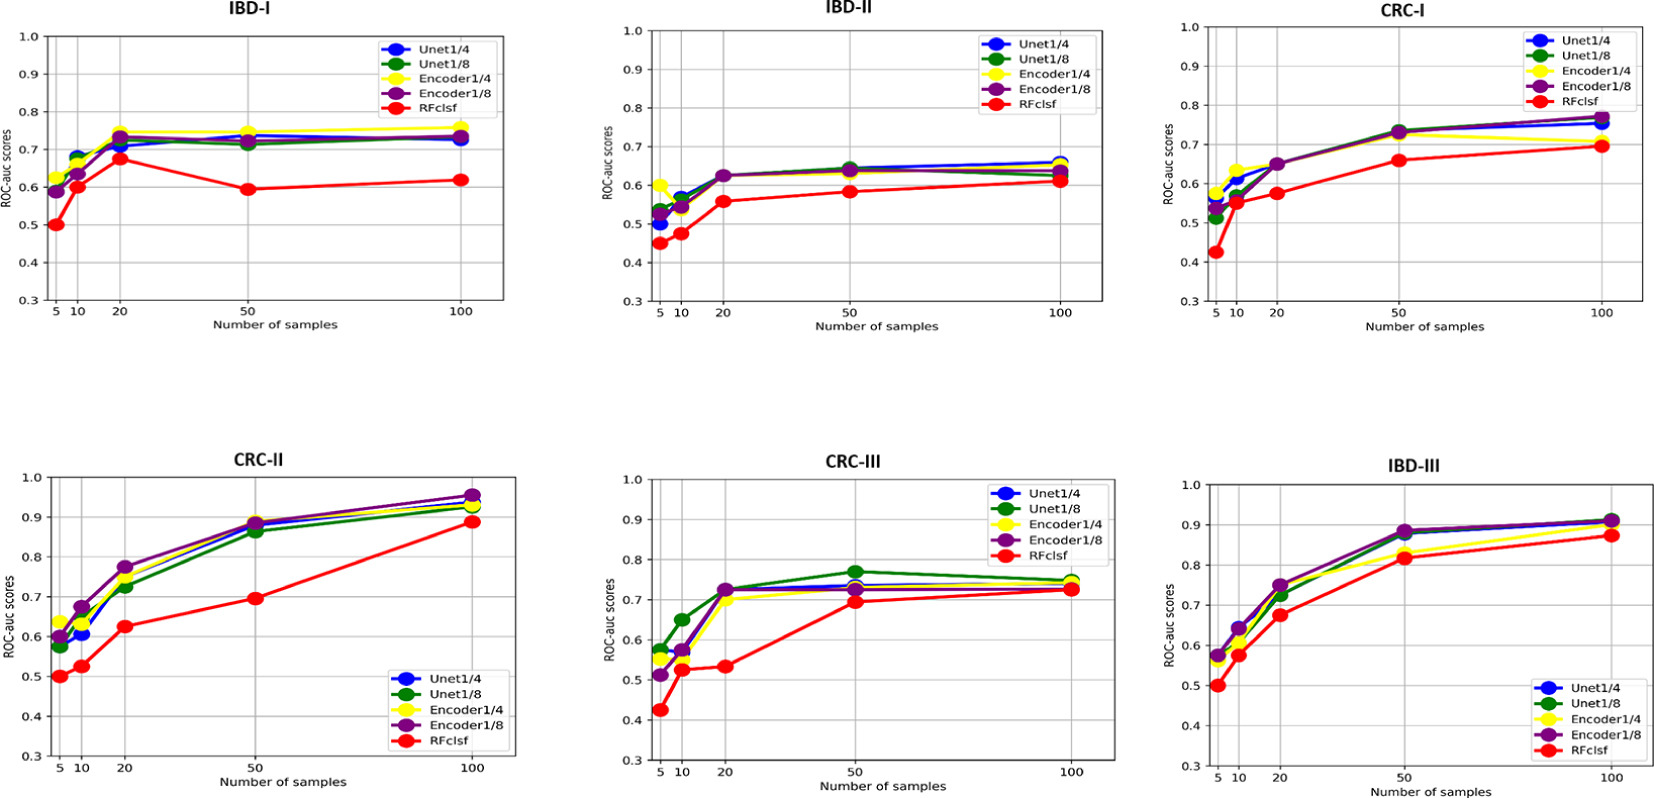 IBD-I
1.0
0.9
0.8
0.7
0.6
0.5
0.4
0.3
ROC-auc scores
5 10 20 50 100
Number of samples
Unet1/4
Unet1/8
Encoder1/4
Encoder1/8
RFclsf
IBD-II
1.0
0.9
0.8
0.7
0.6
0.5
0.4
0.3
ROC-auc scores
5 10 20 50 100
Number of samples
Unet1/4
Unet1/8
Encoder1/4
Encoder1/8
RFclsf
CRC-I
1.0
0.9
0.8
0.7
0.6
0.5
0.4
0.3
ROC-auc scores
5 10 20 50 100
Number of samples
Unet1/4
Unet1/8
Encoder1/4
Encoder1/8
RFclsf
CRC-II
1.0
0.9
0.8
0.7
0.6
0.5
0.4
0.3
ROC-auc scores
5 10 20 50 100
Number of samples
Unet1/4
Unet1/8
Encoder1/4
Encoder1/8
RFclsf
CRC-III
1.0
0.9
0.8
0.7
0.6
0.5
0.4
0.3
ROC-auc scores
5 10 20 50 100
Number of samples
Unet1/4
Unet1/8
Encoder1/4
Encoder1/8
RFclsf
IBD-III
1.0
0.9
0.8
0.7
0.6
0.5
0.4
0.3
ROC-auc scores
5 10 20 50 100
Number of samples
Unet1/4
Unet1/8
Encoder1/4
Encoder1/8
RFclsf